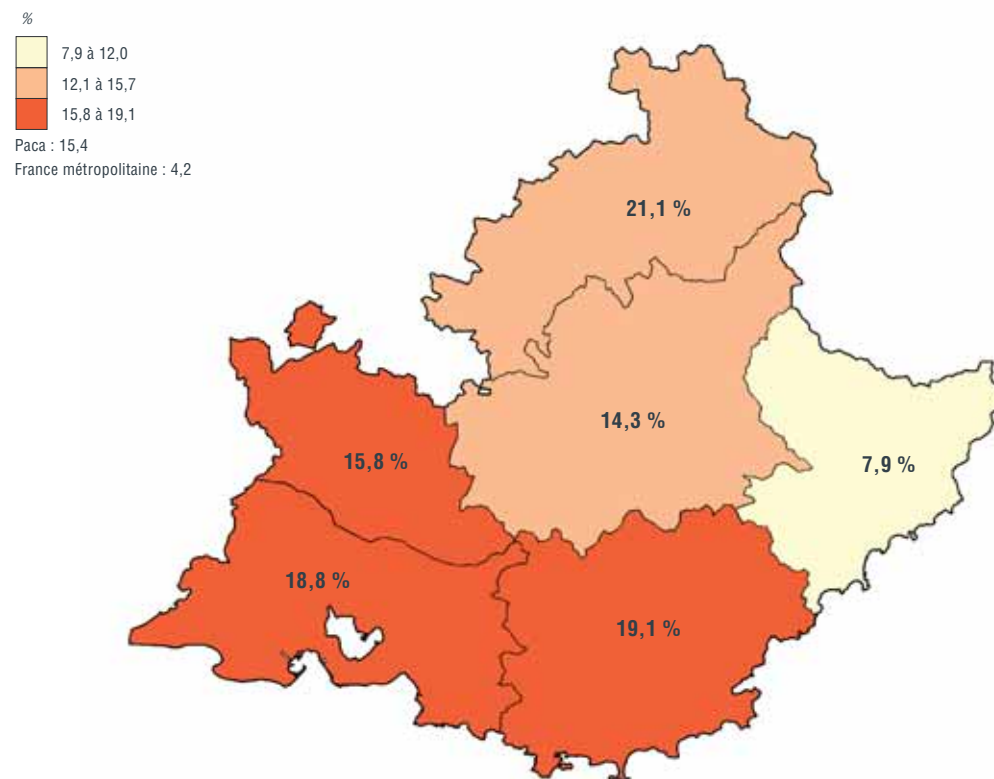 %
7,9 à 12,0
12,1 à 15,7
15,8 à 19,1
Paca : 15,4
France métropolitaine : 4,2
21,1 %
14,3 %
15,8 %
7,9 %
18,8 %
19,1 %